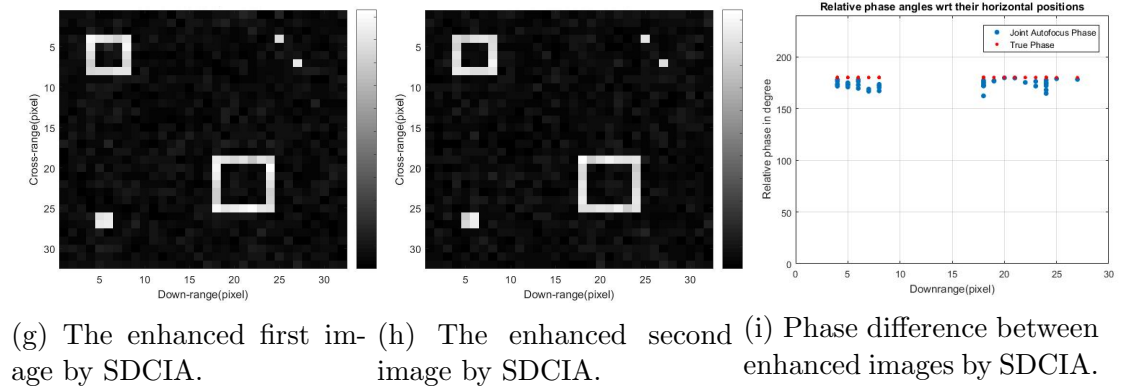 Relative phase angles wrt their horizontal positions
5
10
15
20
25
30
Cross-range(pixel)
5 10 15 20 25 30
Down-range(pixel)
5
10
15
20
25
30
Cross-range(pixel)
5 10 15 20 25 30
Down-range(pixel)
Joint Autofocus Phase
True Phase
200
150
100
50
0
Relative phase in degree
0 5 10 15 20 25 30
Downrange(pixel)
(g) The enhanced first im-
age by SDCIA.
(h) The enhanced second
image by SDCIA.
(i) Phase difference between
enhanced images by SDCIA.